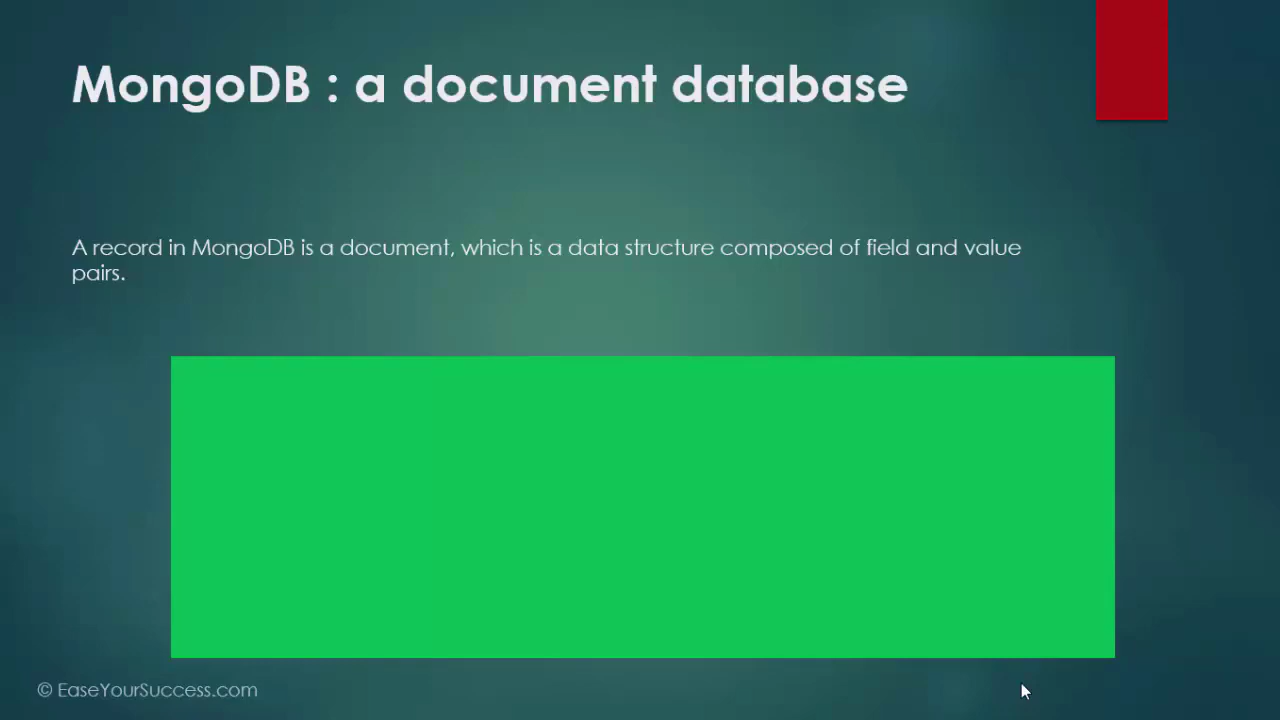 MongoDB : a document database
A record in MongoDB is a document, which is a data structure composed of field and value
pairs.
© EaseYourSuccess.com